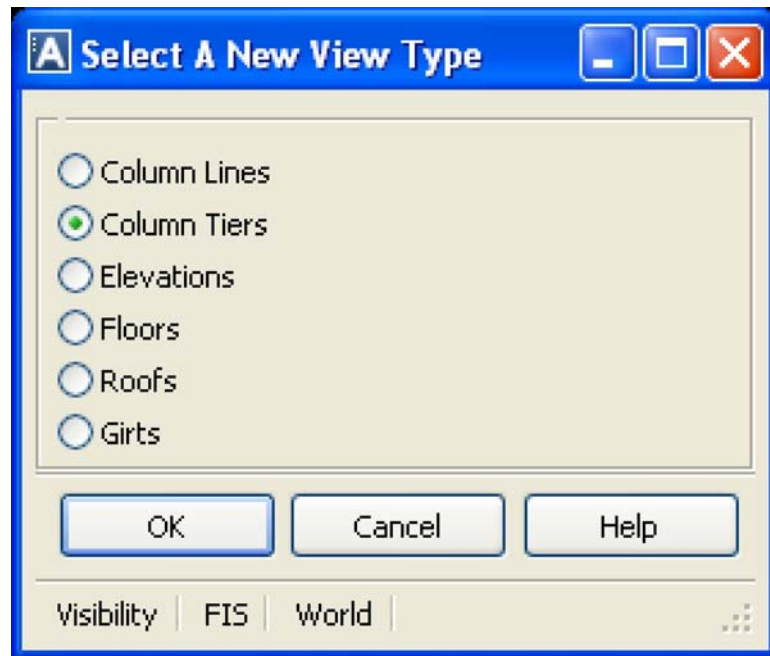 A Select A New View Type
Column Lines
Column Tiers
Elevations
Floors
Roofs
Girts
OK Cancel Help
Visibility FIS World